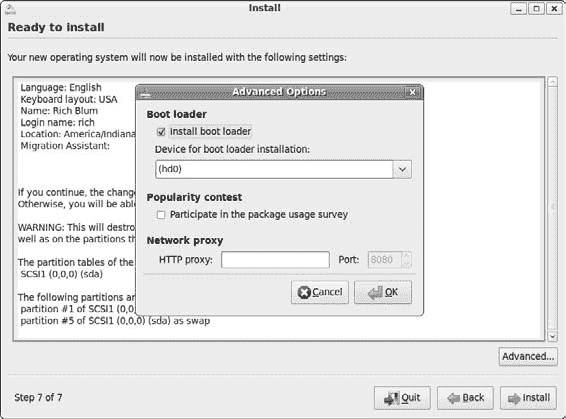 Install
Ready to install
Your new operating system will now be installed with the following settings:
Language: English
Keyboard layout: USA
Name: Rich Blum
Login name: rich
Location: America/Indiana
Migration Assistant:
If you continue, the change
Otherwise, you will be able
WARNING: This will destro
well as on the partitions th
The partition tables of the
SCSI1 (0,0,0) (sda)
The following partitions ar
partition #1 of SCSI1 (0,0
partition #5 of SCSI1 (0,0,0) (sda) as swap
Advanced Options
Boot loader
Install boot loader
Device for boot loader installation:
(hd0)
Popularity contest
Participate in the package usage survey
Network proxy
HTTP proxy:
Port: 8080
Cancel
OK
Advanced...
Step 7 of 7
Quit
Back
Install